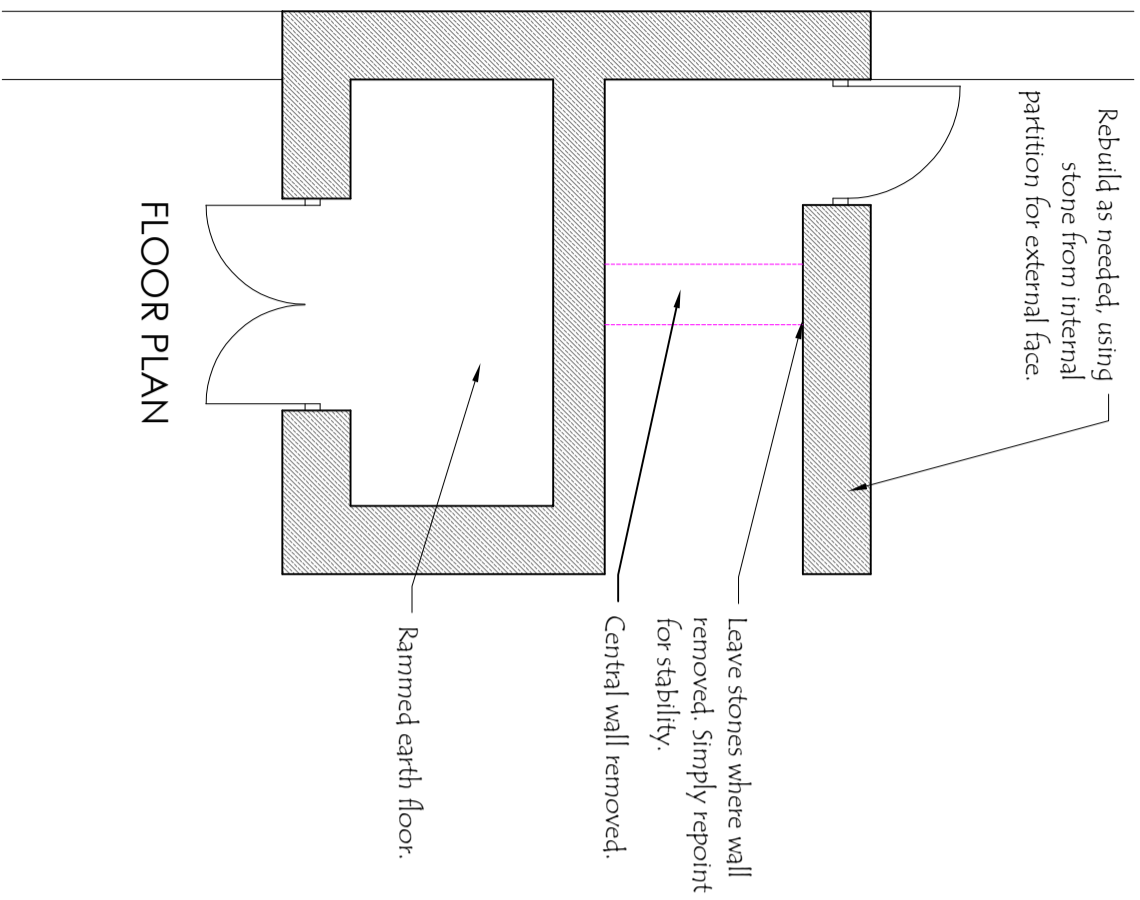 Rebuild as needed, using
stone from internal
partition for external face.
Leave stones where wall
removed. Simply repoint
for stability.
Central wall removed.
Rammed earth floor.
FLOOR PLAN